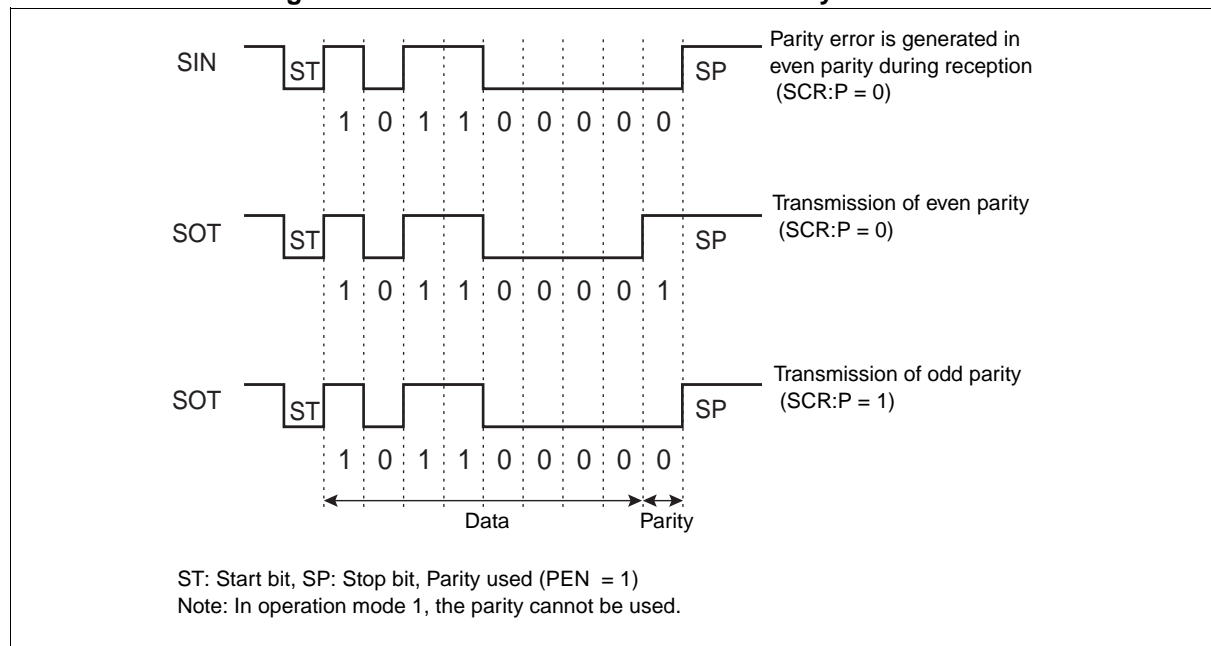 SIN
ST
SP
Parity error is generated in
even parity during reception
(SCR:P = 0)
1 0 1 1 0 0 0 0 0
SOT
ST
SP
Transmission of even parity
(SCR:P = 0)
1 0 1 1 0 0 0 0 1
SOT
ST
SP
Transmission of odd parity
(SCR:P = 1)
1 0 1 1 0 0 0 0 0
Data
Parity
ST: Start bit, SP: Stop bit, Parity used (PEN = 1)
Note: In operation mode 1, the parity cannot be used.